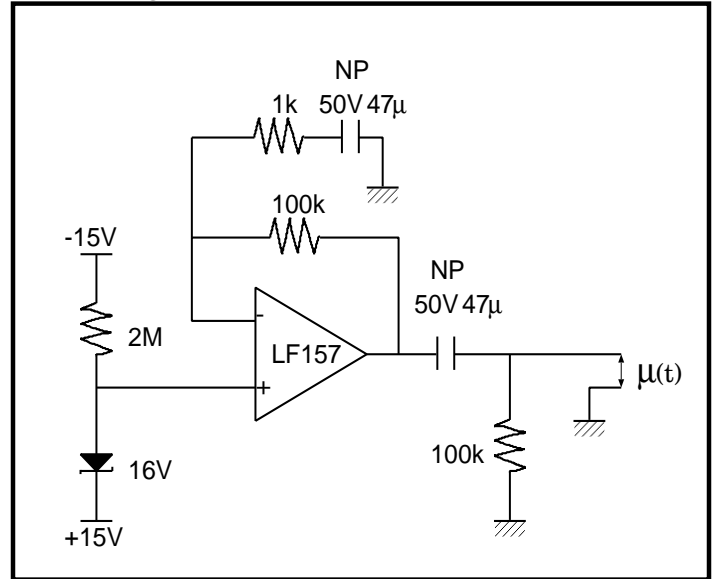 NP
1k
50V 47µ
100k
-15V
NP
50V 47µ
2M
-
LF157
+
µ(t)
16V
100k
+15V